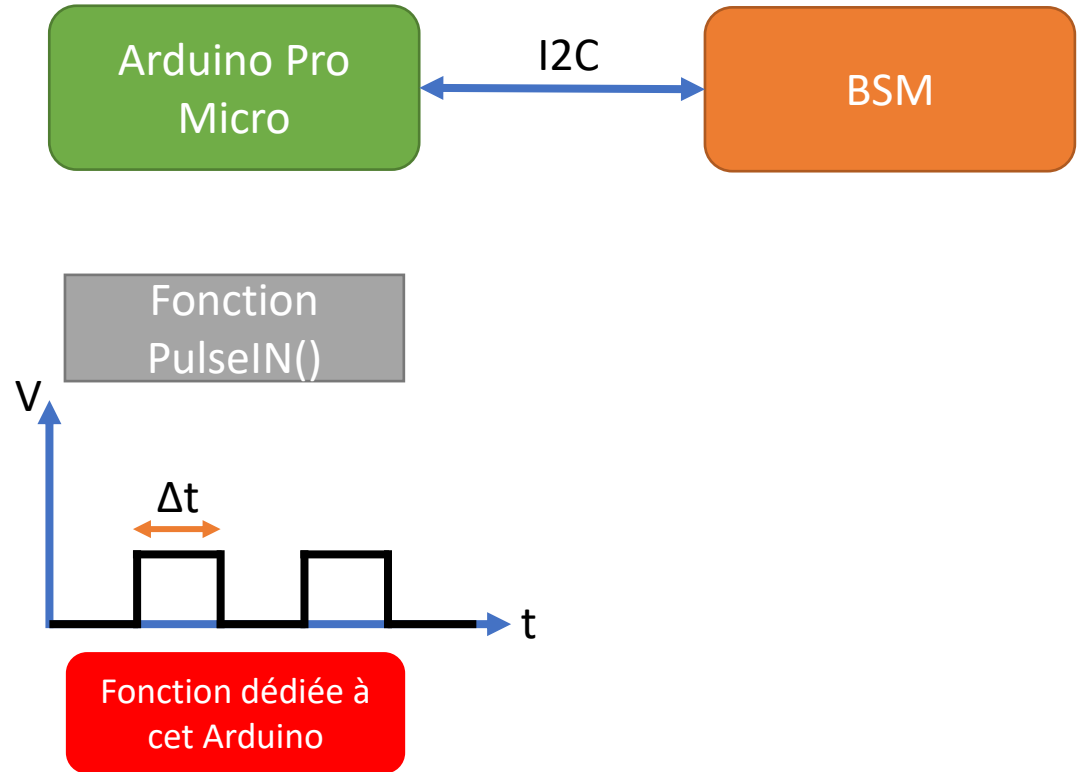 Arduino Pro
Micro
I2C
BSM
Fonction
PulseIN()
V
Δt
t
Fonction dédiée à
cet Arduino